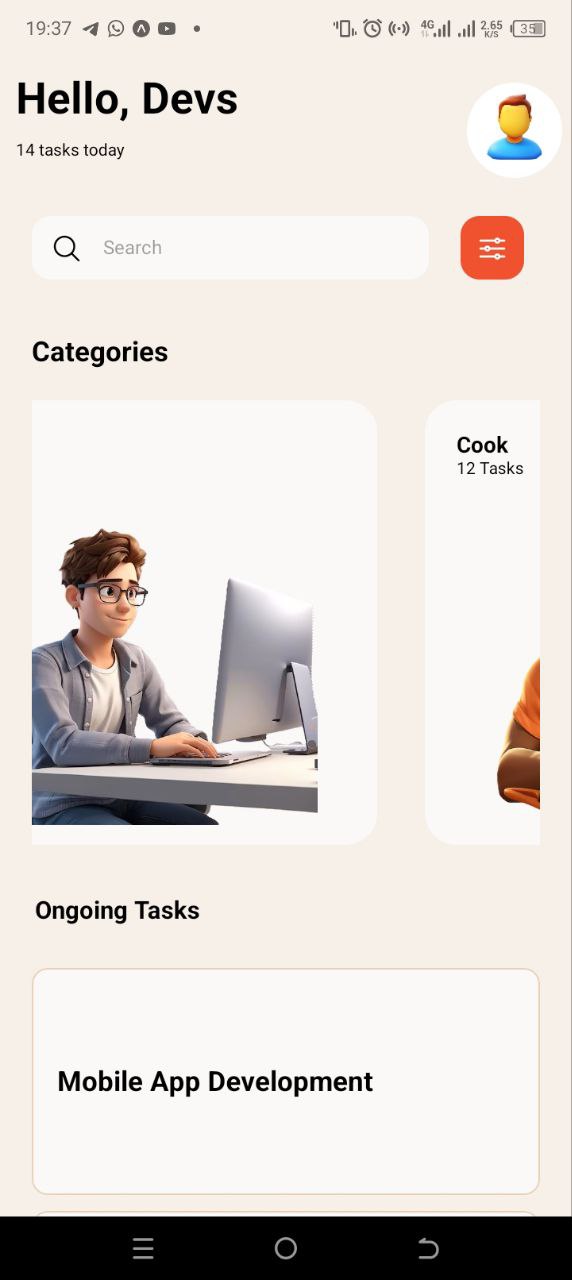 19:37 4G 2.65 K/S 35
Hello, Devs
14 tasks today
Search
Categories
Cook
12 Tasks
Ongoing Tasks
Mobile App Development